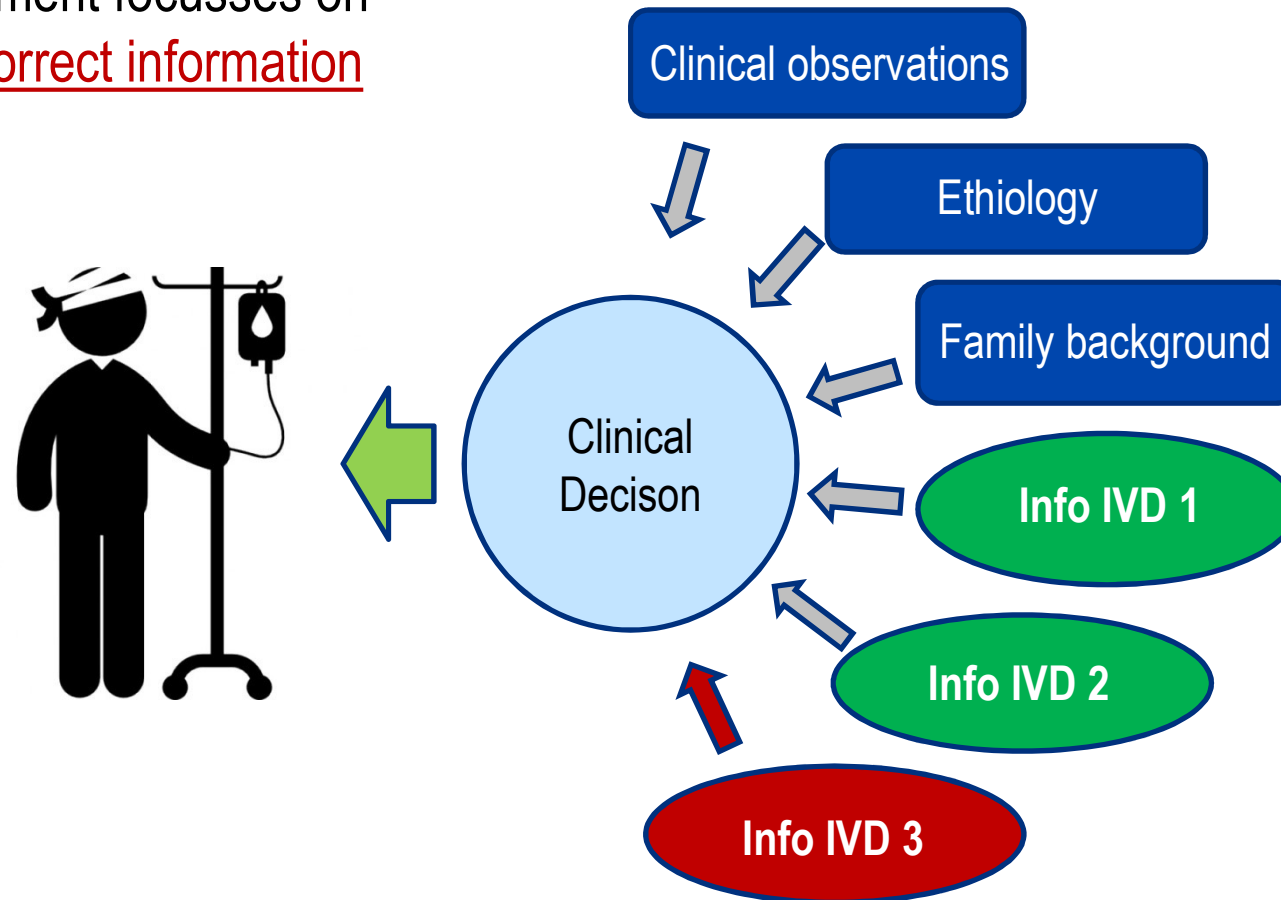 ment focusses on
orrect information
Clinical observations
Ethiology
Family background
Clinical
Decison
Info IVD 1
Info IVD 2
Info IVD 3